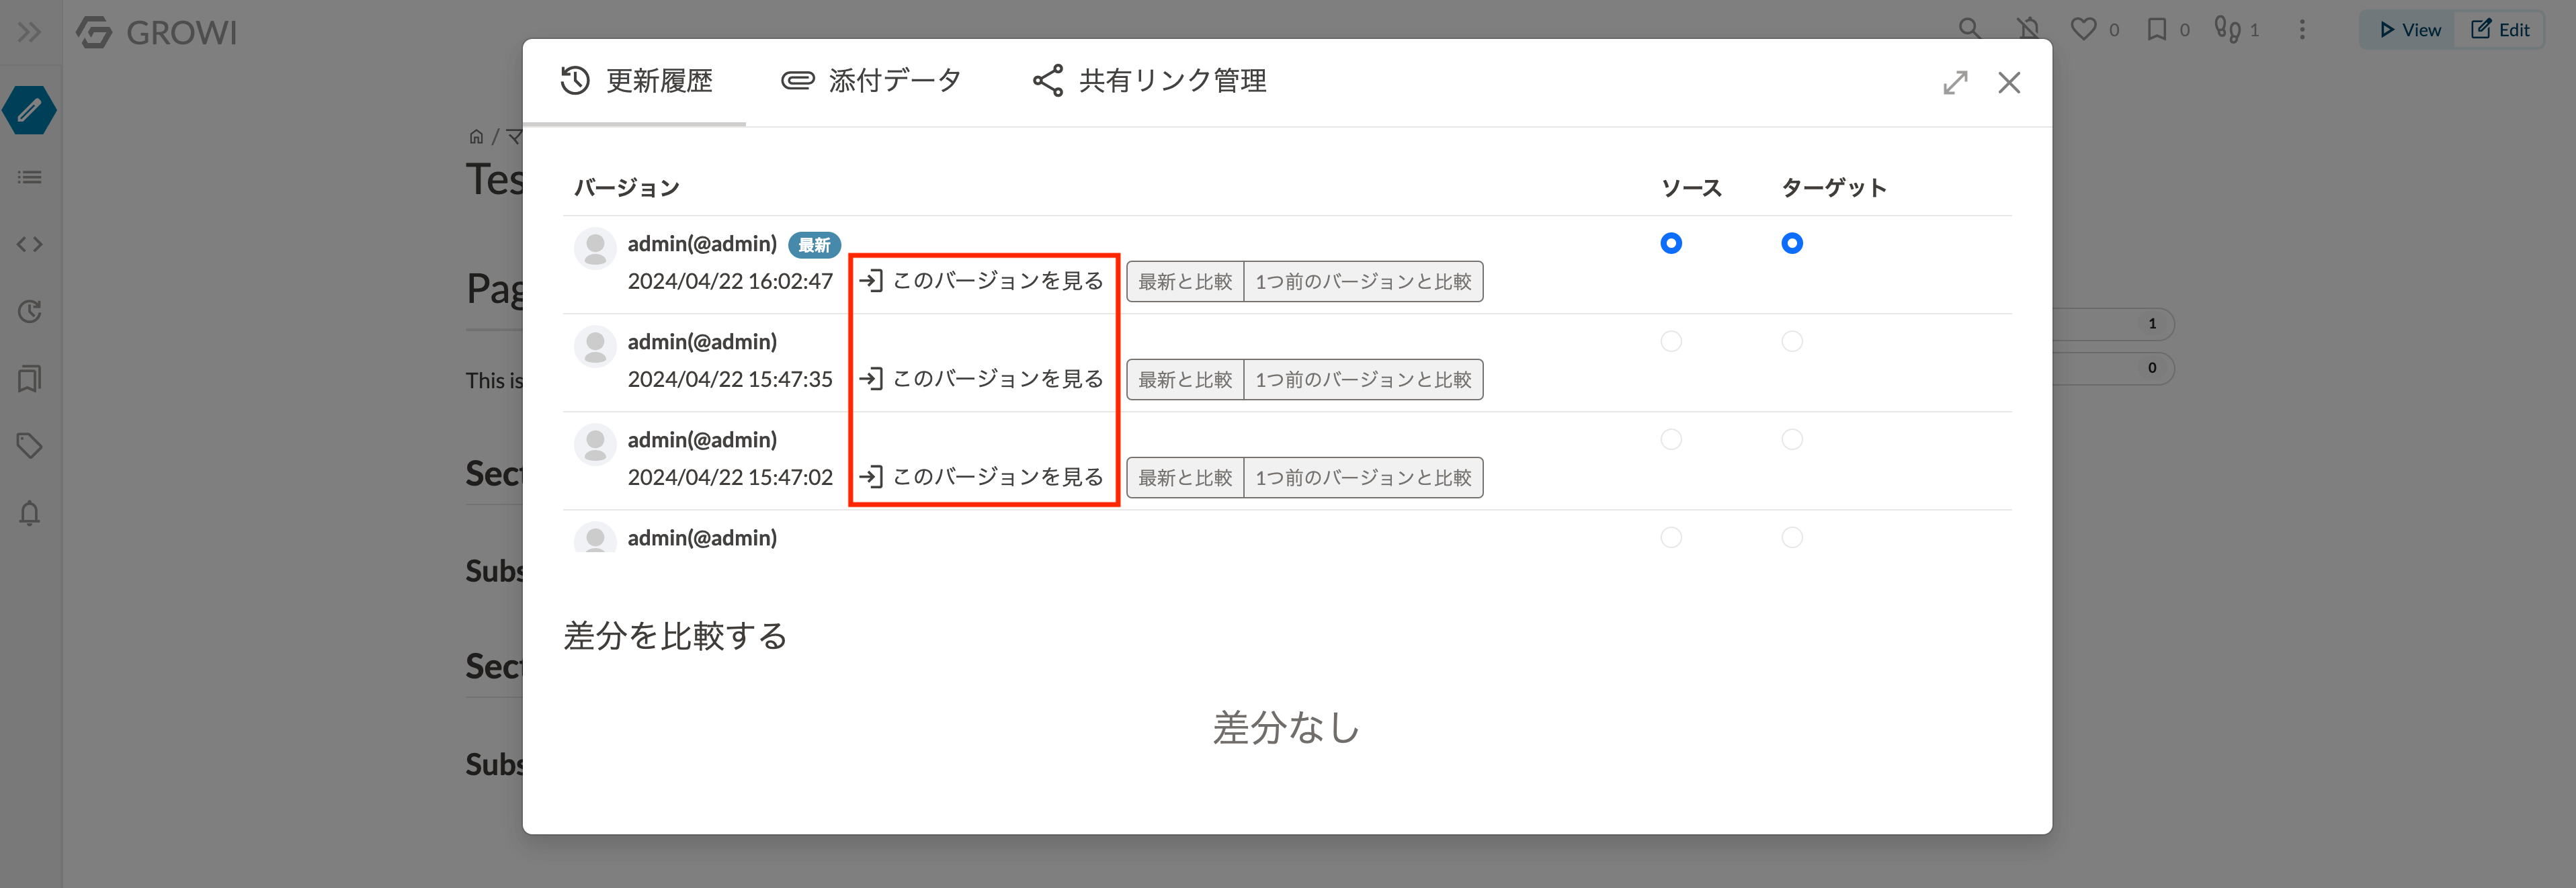 GROWI
0
0
1
View
Edit
更新履歴
添付データ
共有リンク管理
/ マ
Tes
バージョン
ソース
ターゲット
admin(@admin) 最新
2024/04/22 16:02:47
このバージョンを見る
最新と比較
1つ前のバージョンと比較
Pag
1
admin(@admin)
2024/04/22 15:47:35
このバージョンを見る
最新と比較
1つ前のバージョンと比較
This is
0
admin(@admin)
2024/04/22 15:47:02
このバージョンを見る
最新と比較
1つ前のバージョンと比較
Sect
admin(@admin)
Subs
差分を比較する
Sect
差分なし
Subs